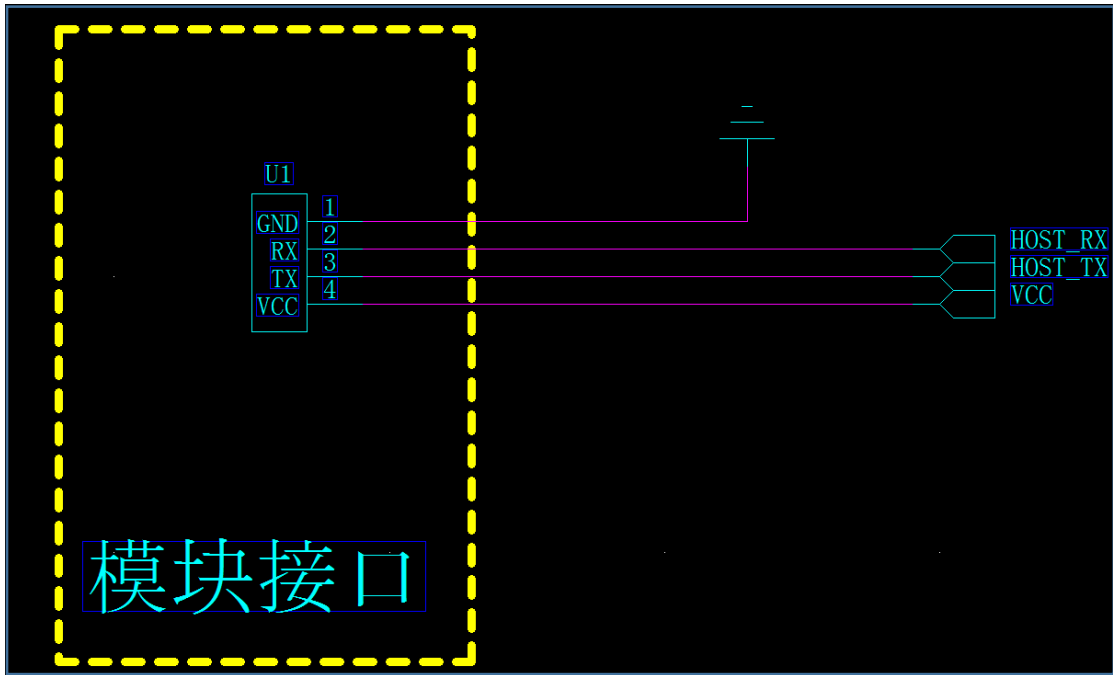 U1
GND 1
RX 2
TX 3
VCC 4
HOST_RX
HOST_TX
VCC
模块接口